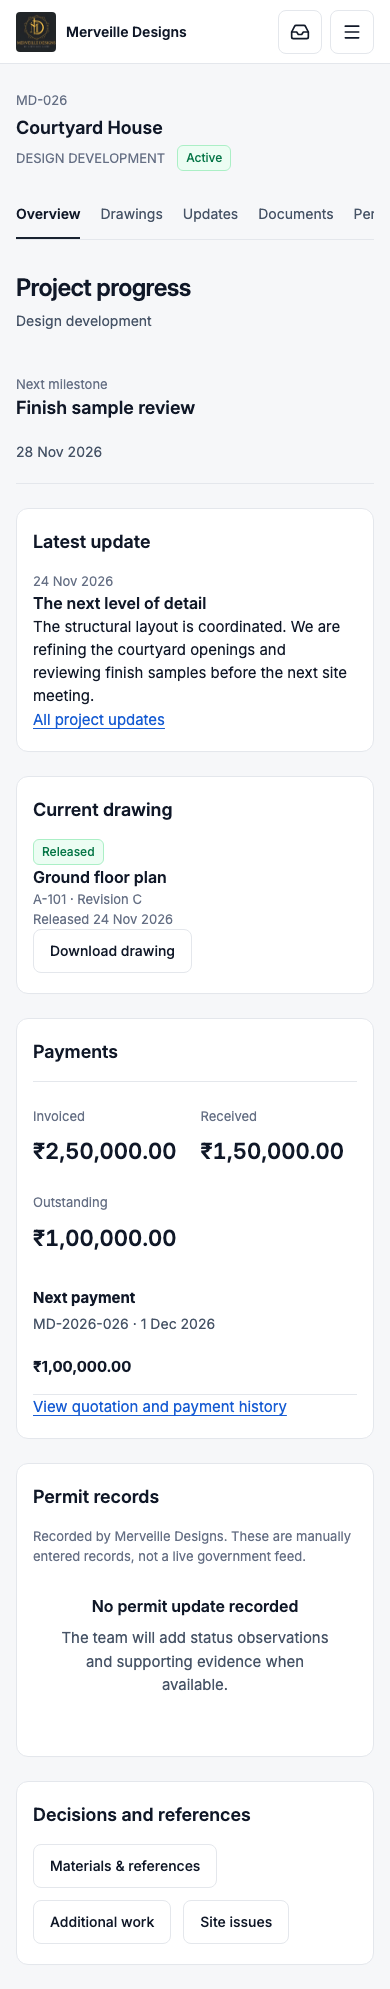 Merveille Designs
MD-026
Courtyard House
DESIGN DEVELOPMENT Active
Overview Drawings Updates Documents Per
Project progress
Design development
Next milestone
Finish sample review
28 Nov 2026
Latest update
24 Nov 2026
The next level of detail
The structural layout is coordinated. We are
refining the courtyard openings and
reviewing finish samples before the next site
meeting.
All project updates
Current drawing
Released
Ground floor plan
A-101 · Revision C
Released 24 Nov 2026
Download drawing
Payments
Invoiced Received
₹2,50,000.00 ₹1,50,000.00
Outstanding
₹1,00,000.00
Next payment
MD-2026-026 · 1 Dec 2026
₹1,00,000.00
View quotation and payment history
Permit records
Recorded by Merveille Designs. These are manually
entered records, not a live government feed.
No permit update recorded
The team will add status observations
and supporting evidence when
available.
Decisions and references
Materials & references
Additional work Site issues